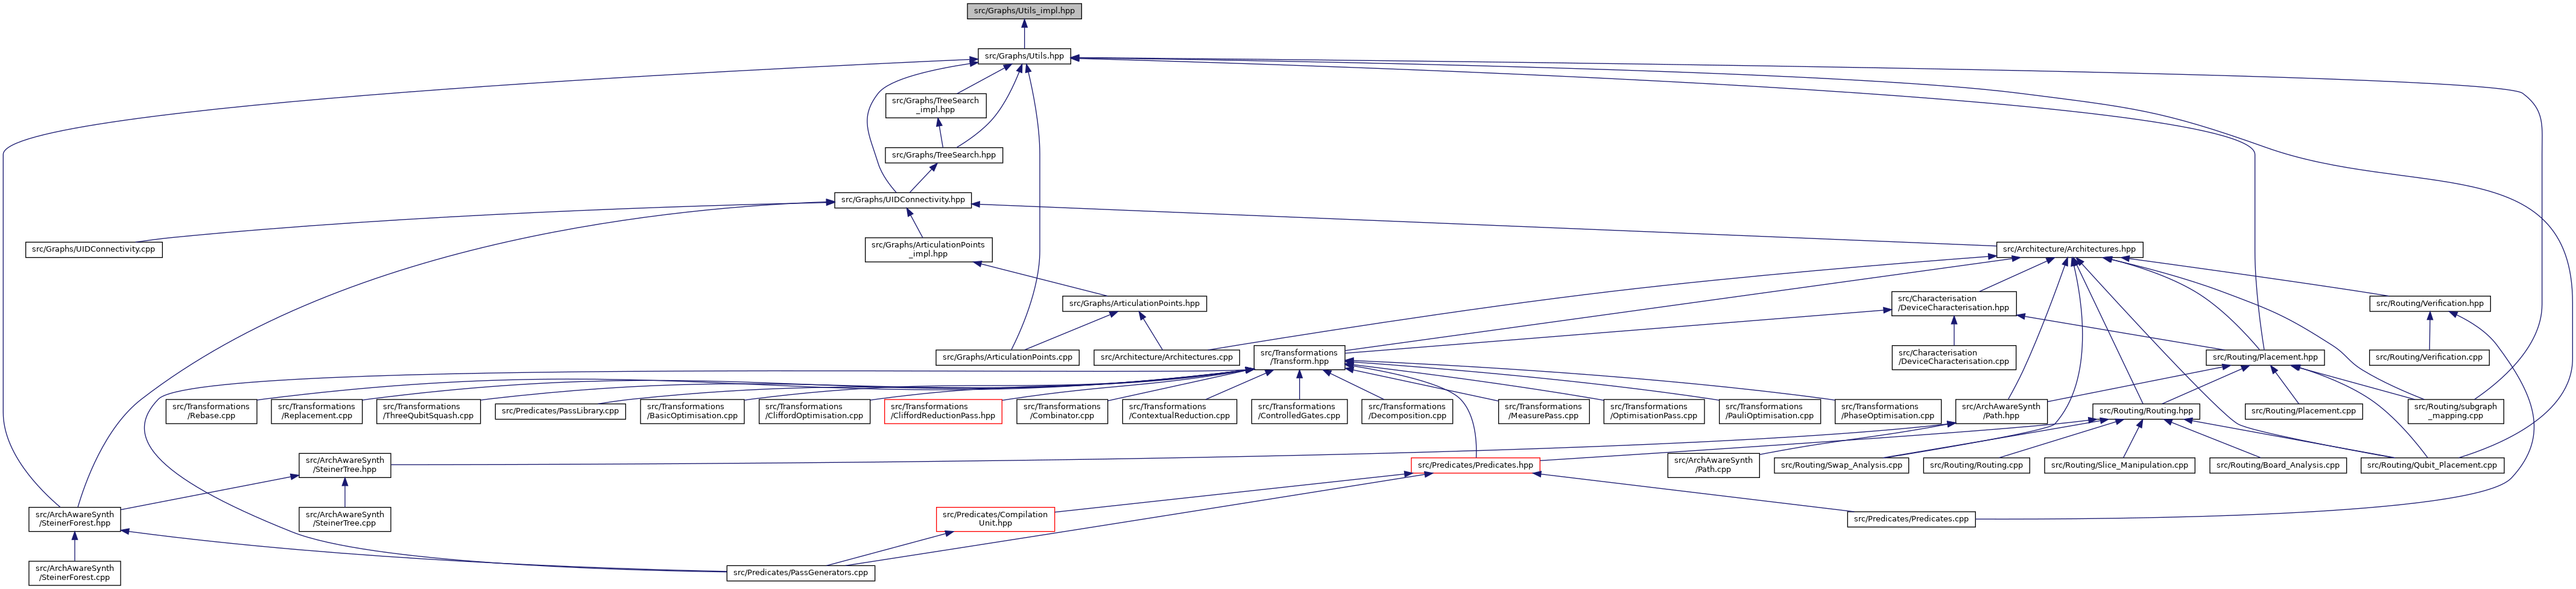 src/Graphs/Utils_impl.hpp
src/Graphs/Utils.hpp
src/Graphs/TreeSearch
_impl.hpp
src/Graphs/TreeSearch.hpp
src/Graphs/UIDConnectivity.hpp
src/Graphs/UIDConnectivity.cpp
src/Graphs/ArticulationPoints
_impl.hpp
src/Architecture/Architectures.hpp
src/Graphs/ArticulationPoints.hpp
src/Characterisation
/DeviceCharacterisation.hpp
src/Routing/Verification.hpp
src/Graphs/ArticulationPoints.cpp
src/Architecture/Architectures.cpp
src/Transformations
/Transform.hpp
src/Characterisation
/DeviceCharacterisation.cpp
src/Routing/Placement.hpp
src/Routing/Verification.cpp
src/Transformations
/Rebase.cpp
src/Transformations
/Replacement.cpp
src/Transformations
/ThreeQubitSquash.cpp
src/Predicates/PassLibrary.cpp
src/Transformations
/BasicOptimisation.cpp
src/Transformations
/CliffordOptimisation.cpp
src/Transformations
/CliffordReductionPass.hpp
src/Transformations
/Combinator.cpp
src/Transformations
/ContextualReduction.cpp
src/Transformations
/ControlledGates.cpp
src/Transformations
/Decomposition.cpp
src/Transformations
/MeasurePass.cpp
src/Transformations
/OptimisationPass.cpp
src/Transformations
/PauliOptimisation.cpp
src/Transformations
/PhaseOptimisation.cpp
src/ArchAwareSynth
/Path.hpp
src/Routing/Routing.hpp
src/Routing/Placement.cpp
src/Routing/subgraph
_mapping.cpp
src/ArchAwareSynth
/SteinerTree.hpp
src/Predicates/Predicates.hpp
src/ArchAwareSynth
/Path.cpp
src/Routing/Swap_Analysis.cpp
src/Routing/Routing.cpp
src/Routing/Slice_Manipulation.cpp
src/Routing/Board_Analysis.cpp
src/Routing/Qubit_Placement.cpp
src/ArchAwareSynth
/SteinerForest.hpp
src/ArchAwareSynth
/SteinerTree.cpp
src/Predicates/Compilation
Unit.hpp
src/Predicates/Predicates.cpp
src/ArchAwareSynth
/SteinerForest.cpp
src/Predicates/PassGenerators.cpp